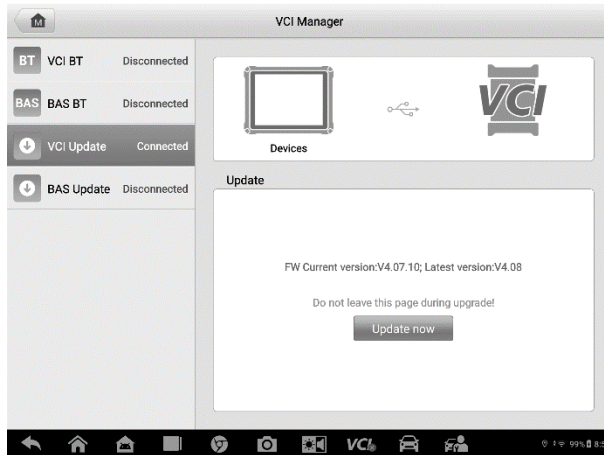 M
VCI Manager
BT VCI BT Disconnected
BAS BAS BT Disconnected
VCI Update Connected
BAS Update Disconnected
VCI
Devices
Update
FW Current version:V4.07.10; Latest version:V4.08
Do not leave this page during upgrade!
Update now
VCI
99%